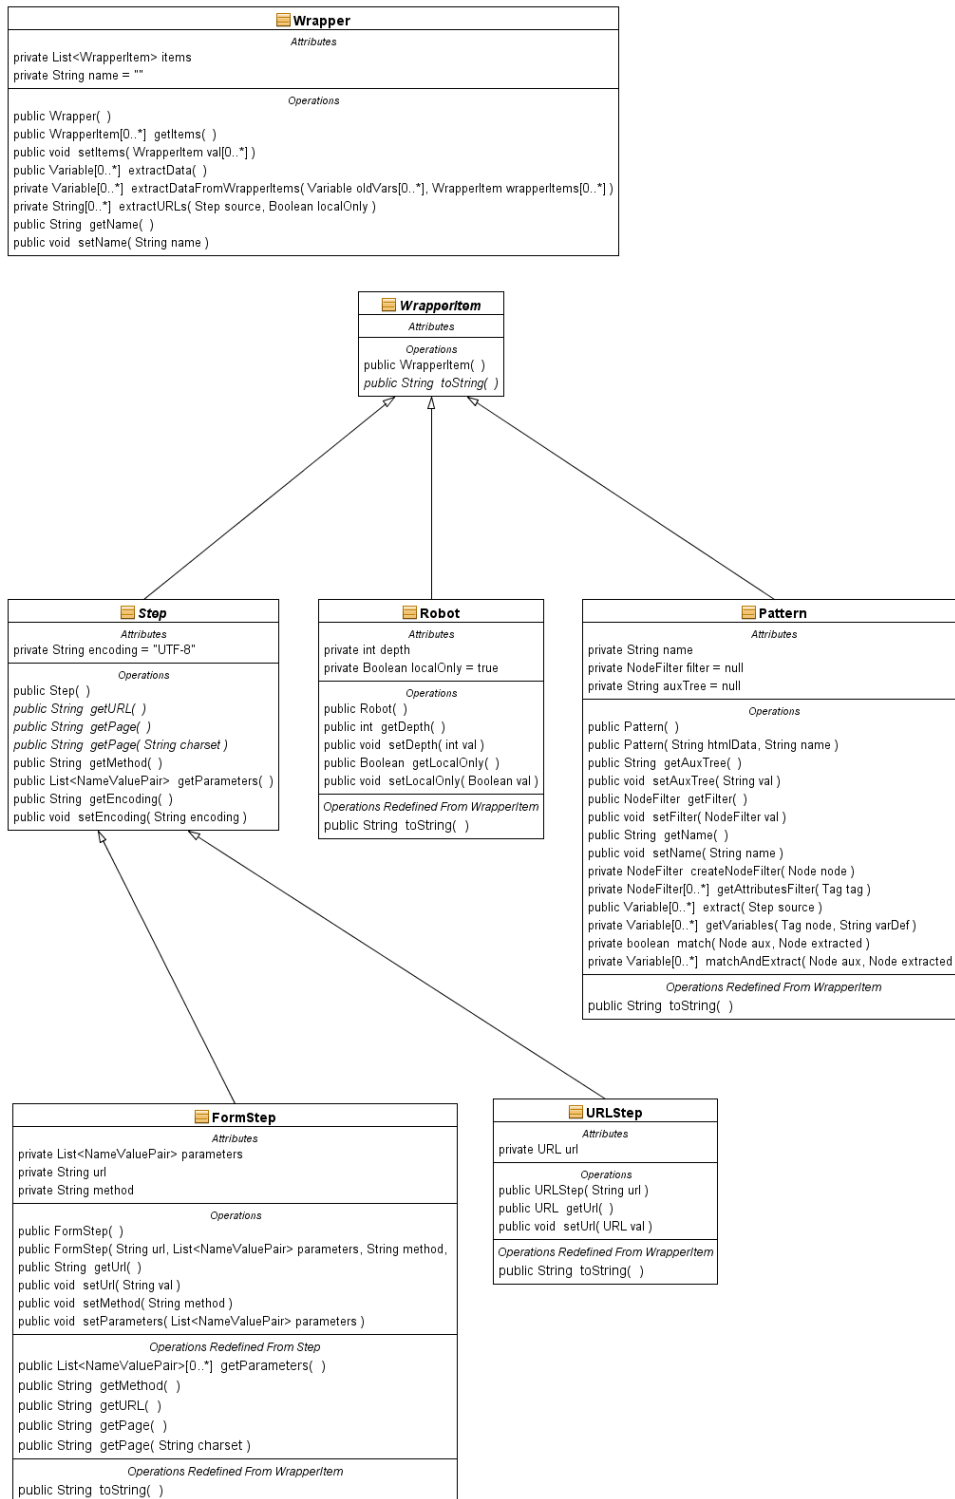 Wrapper
Attributes
private List<WrapperItem> items
private String name = ""
Operations
public Wrapper( )
public WrapperItem[0..*] getItems( )
public void setItems( WrapperItem val[0..*] )
public Variable[0..*] extractData( )
private Variable[0..*] extractDataFromWrapperItems( Variable oldVars[0..*], WrapperItem wrapperItems[0..*] )
private String[0..*] extractURLs( Step source, Boolean localOnly )
public String getName( )
public void setName( String name )
WrapperItem
Attributes
Operations
public WrapperItem( )
public String toString( )
Step
Attributes
private String encoding = "UTF-8"
Operations
public Step( )
public String getURL( )
public String getPage( )
public String getPage( String charset )
public String getMethod( )
public List<NameValuePair> getParameters( )
public String getEncoding( )
public void setEncoding( String encoding )
Robot
Attributes
private int depth
private Boolean localOnly = true
Operations
public Robot( )
public int getDepth( )
public void setDepth( int val )
public Boolean getLocalOnly( )
public void setLocalOnly( Boolean val )
Operations Redefined From WrapperItem
public String toString( )
Pattern
Attributes
private String name
private NodeFilter filter = null
private String auxTree = null
Operations
public Pattern( )
public Pattern( String htmlData, String name )
public String getAuxTree( )
public void setAuxTree( String val )
public NodeFilter getFilter( )
public void setFilter( NodeFilter val )
public String getName( )
public void setName( String name )
private NodeFilter createNodeFilter( Node node )
private NodeFilter[0..*] getAttributesFilter( Tag tag )
public Variable[0..*] extract( Step source )
private Variable[0..*] getVariables( Tag node, String varDef )
private boolean match( Node aux, Node extracted )
private Variable[0..*] matchAndExtract( Node aux, Node extracted
Operations Redefined From WrapperItem
public String toString( )
FormStep
Attributes
private List<NameValuePair> parameters
private String url
private String method
Operations
public FormStep( )
public FormStep( String url, List<NameValuePair> parameters, String method,
public String getUrl( )
public void setUrl( String val )
public void setMethod( String method )
public void setParameters( List<NameValuePair> parameters )
Operations Redefined From Step
public List<NameValuePair>[0..*] getParameters( )
public String getMethod( )
public String getURL( )
public String getPage( )
public String getPage( String charset )
Operations Redefined From WrapperItem
public String toString( )
URLStep
Attributes
private URL url
Operations
public URLStep( String url )
public URL getUrl( )
public void setUrl( URL val )
Operations Redefined From WrapperItem
public String toString( )